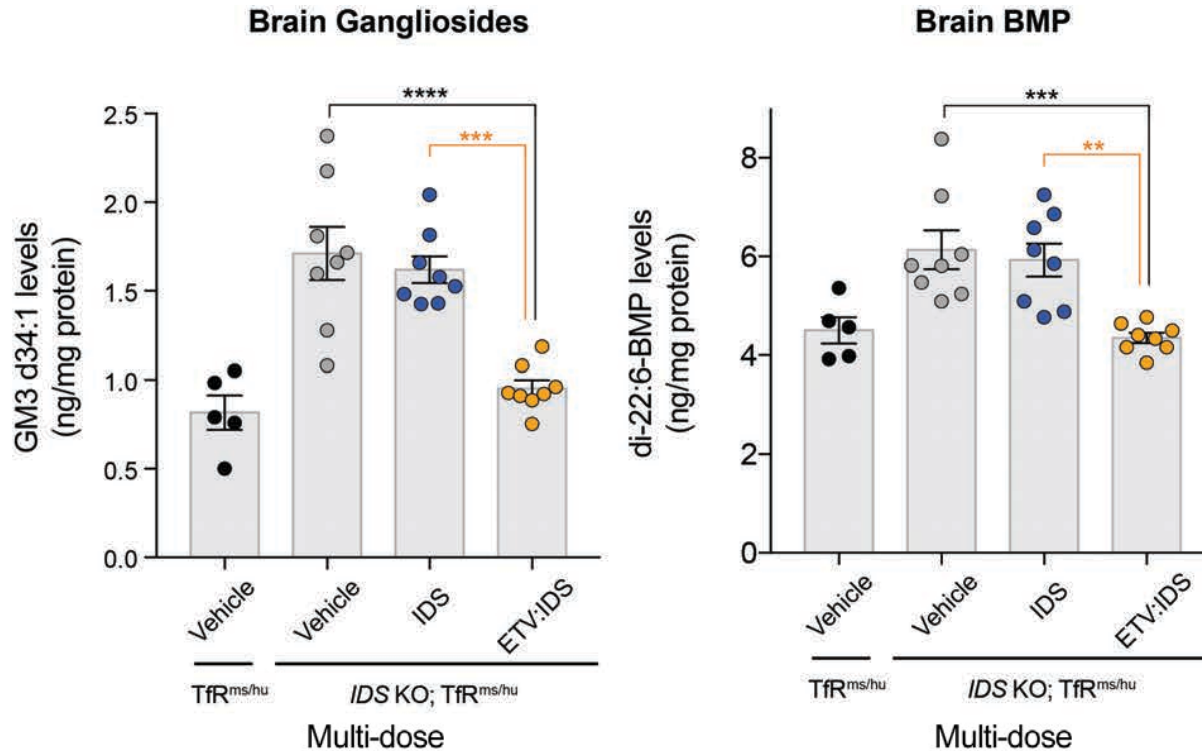 Brain Gangliosides
****
***
2.5
2.0
1.5
1.0
0.5
0.0
GM3 d34:1 levels
(ng/mg protein)
Vehicle
Vehicle
IDS
ETV:IDS
TfRms/hu
IDS KO; TfRms/hu
Multi-dose
Brain BMP
***
**
8
6
4
2
0
di-22:6-BMP levels
(ng/mg protein)
Vehicle
Vehicle
IDS
ETV:IDS
TfRms/hu
IDS KO; TfRms/hu
Multi-dose